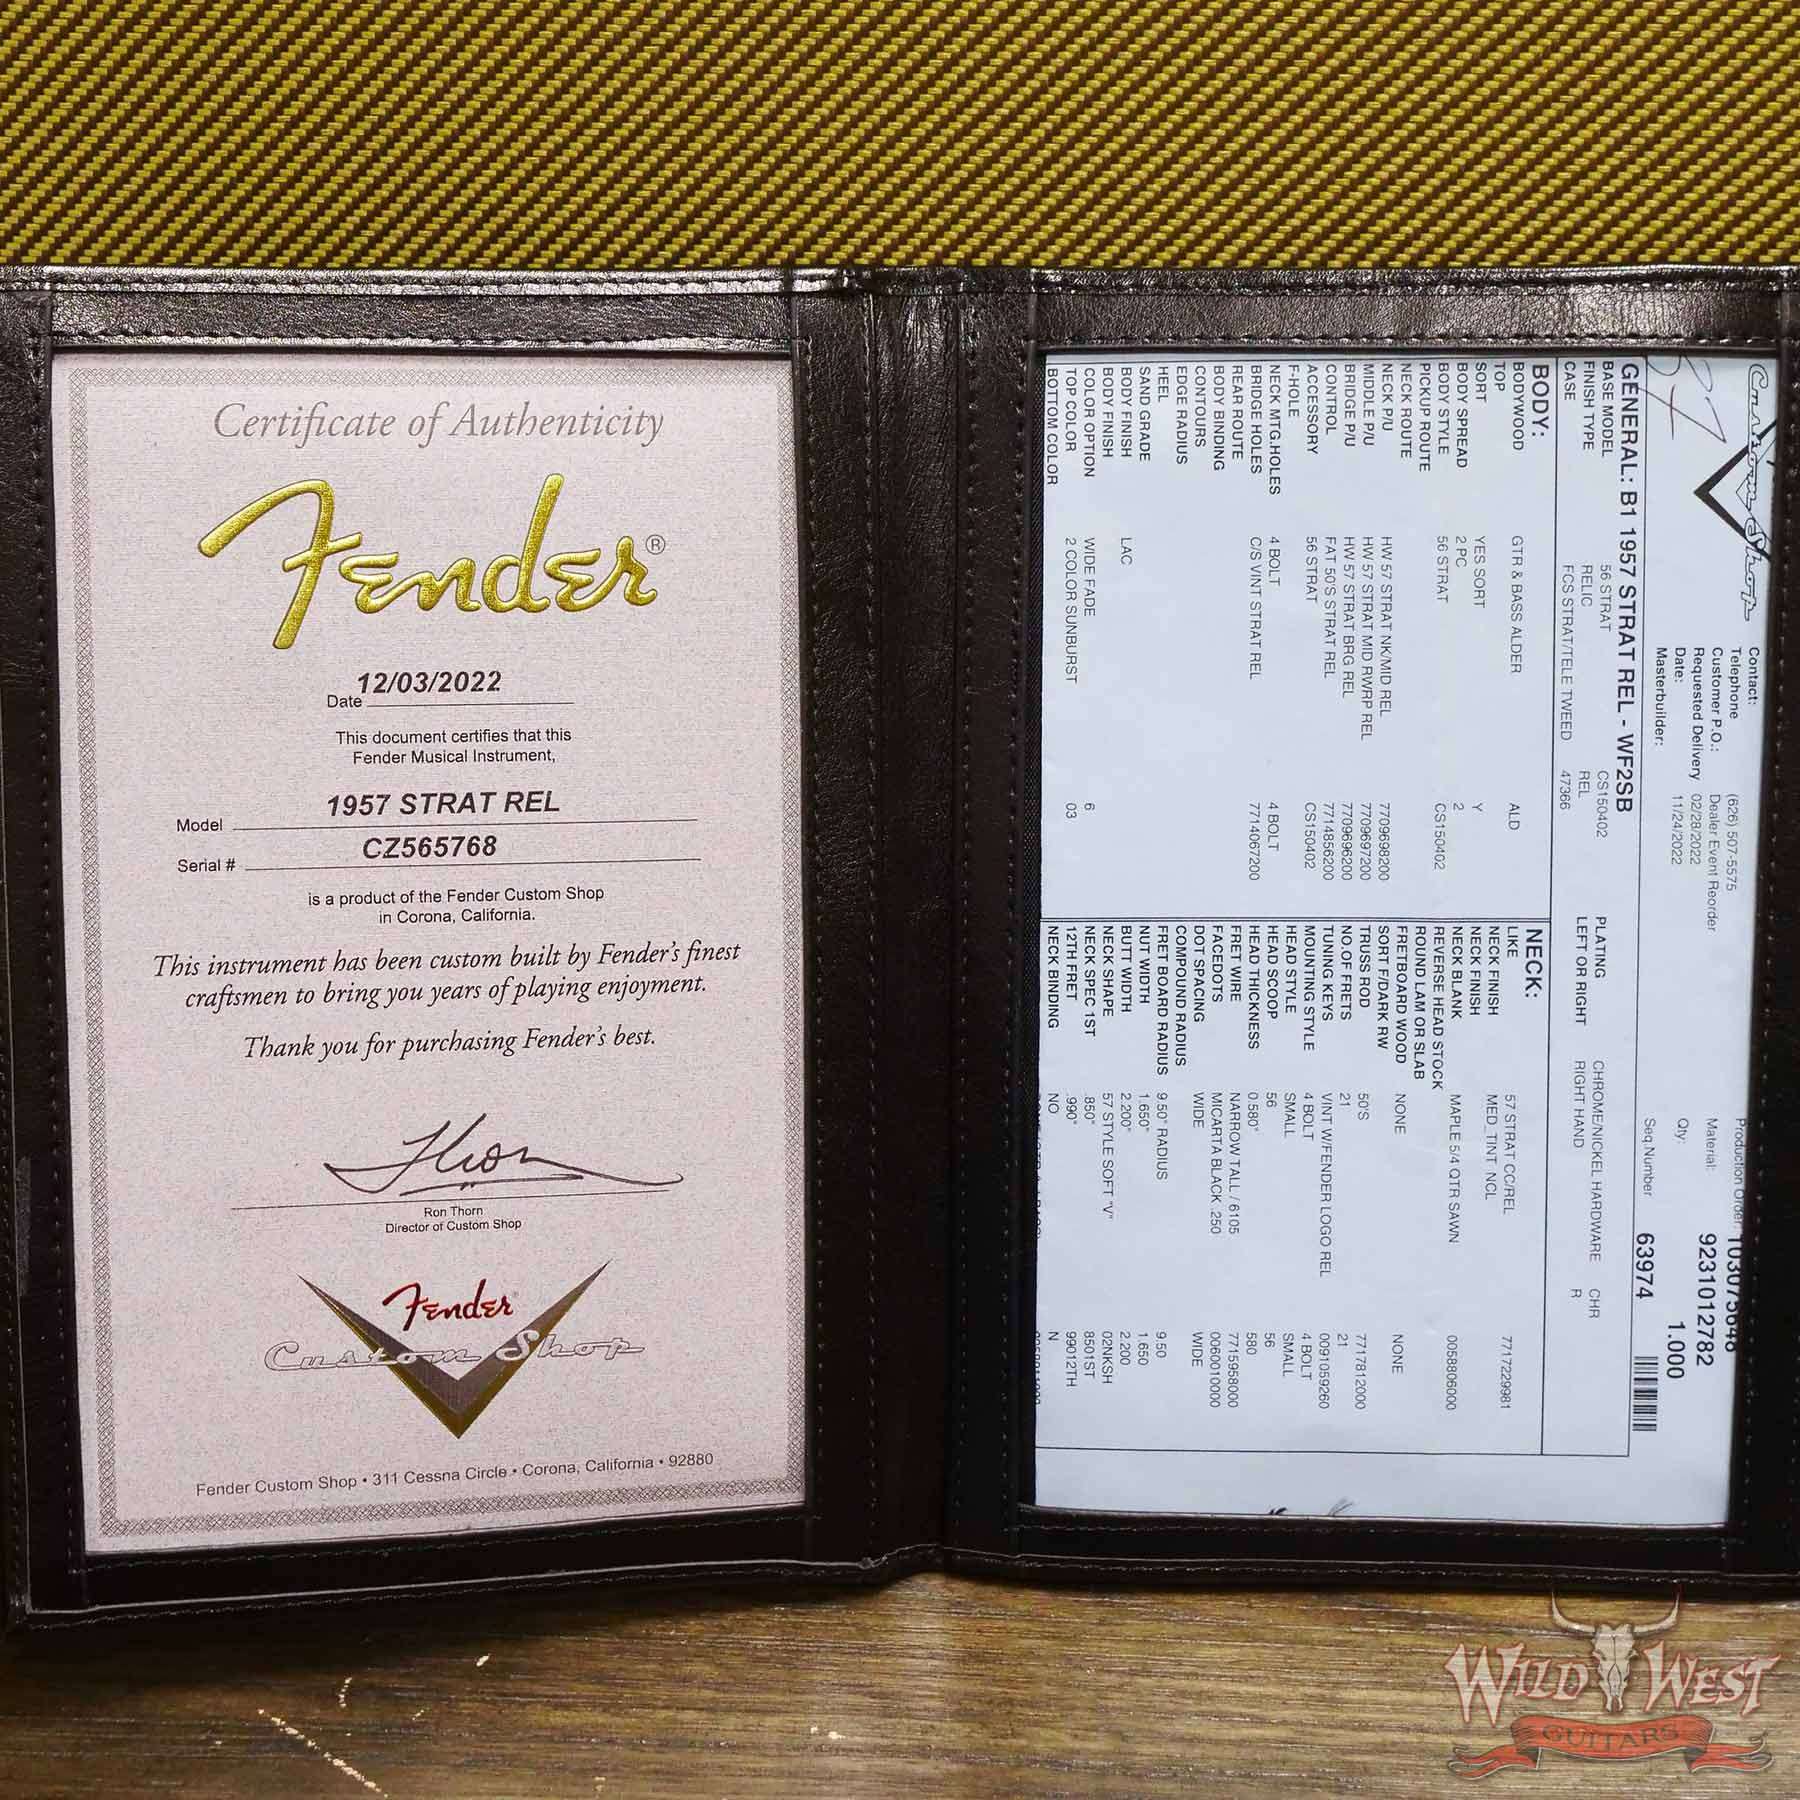 Certificate of Authenticity
Fender®
12/03/2022
Date
This document certifies that this
Fender Musical Instrument,
1957 STRAT REL
Model
CZ565768
Serial #
is a product of the Fender Custom Shop
in Corona, California.
This instrument has been custom built by Fender's finest
craftsmen to bring you years of playing enjoyment.
Thank you for purchasing Fender's best.
Ron Thorn
Director of Custom Shop
Fender
Custom Shop
Fender Custom Shop • 311 Cessna Circle • Corona, California • 92880
Custom Shop
Contact:
Telephone (626) 507-5575
Customer P.O.: Dealer Event Reorder
Requested Delivery 02/28/2022
Date: 11/24/2022
Masterbuilder:
Production Order:
Material: 9231012782
Qty: 1.000
Seq Number 63974
GENERAL: B1 1957 STRAT REL - WF2SB
BASE MODEL 56 STRAT CS150402 PLATING CHROME/NICKEL HARDWARE CHR
FINISH TYPE RELIC REL LEFT OR RIGHT RIGHT HAND R
CASE FCS STRAT/TELE TWEED 47366
BODY:
BODYWOOD GTR & BASS ALDER ALD
TOP
SORT YES SORT Y
BODY SPREAD 2 PC 2
BODY STYLE 56 STRAT CS150402
PICKUP ROUTE
NECK ROUTE
NECK P/U HW 57 STRAT NK/MID REL 7709698200
MIDDLE P/U HW 57 STRAT MID RWRP REL 7709697200
BRIDGE P/U HW 57 STRAT BRG REL 7709696200
CONTROL FAT 50'S STRAT REL 7714856200
ACCESSORY 56 STRAT CS150402
F-HOLE
NECK MTG.HOLES 4 BOLT 4 BOLT
BRIDGE HOLES C/S VINT STRAT REL 7714067200
REAR ROUTE
CONTOURS
BODY BINDING
EDGE RADIUS
HEEL
SAND GRADE
BODY FINISH LAC
BODY FINISH
COLOR OPTION WIDE FADE 6
TOP COLOR 2 COLOR SUNBURST 03
BOTTOM COLOR
NECK:
LIKE 57 STRAT CC/REL 7717229981
NECK FINISH MED_TINT NCL
NECK FINISH
NECK BLANK MAPLE 5/4 QTR SAWN 0058806000
REVERSE HEAD STOCK
ROUND LAM OR SLAB
FRETBOARD WOOD NONE NONE
SORT F/DARK RW
TRUSS ROD 50'S 7717812000
NO.OF FRETS 21 21
TUNING KEYS VINT W/FENDER LOGO REL 0091059260
MOUNTING STYLE 4 BOLT 4 BOLT
HEAD STYLE SMALL SMALL
HEAD SCOOP 56 56
HEAD THICKNESS 0.580" 580
FRET WIRE NARROW TALL / 6105 7715958000
FACEDOTS MICARTA BLACK .250 0060010000
DOT SPACING WIDE WIDE
COMPOUND RADIUS
FRET BOARD RADIUS 9.50" RADIUS 9.50
NUT WIDTH 1.650" 1.650
BUTT WIDTH 2.200" 2.200
NECK SHAPE 57 STYLE SOFT "V" 02NKSH
NECK SPEC 1ST .850" 8501ST
12TH FRET .990" 99012TH
NECK BINDING NO N
WILD WEST
GUITARS